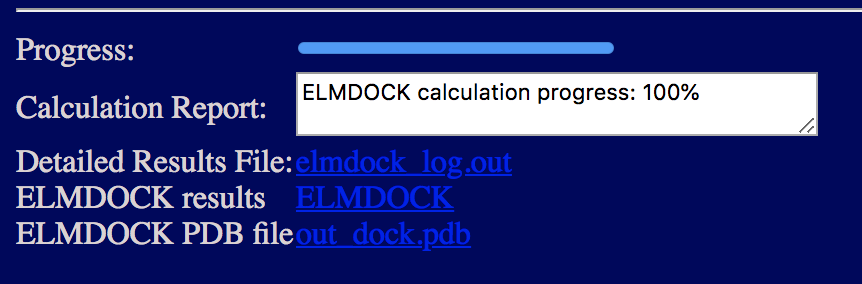 Progress:
Calculation Report: ELMDOCK calculation progress: 100%
Detailed Results File: elmdock_log.out
ELMDOCK results ELMDOCK
ELMDOCK PDB file out_dock.pdb